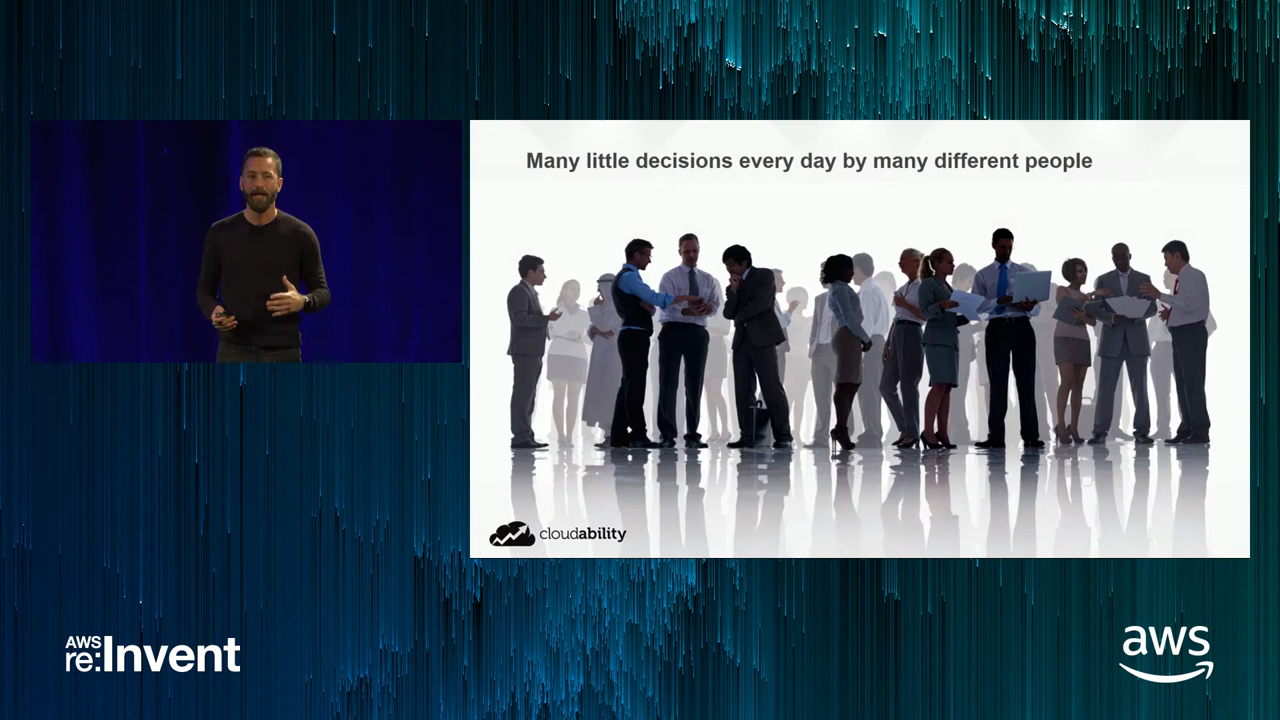 Many little decisions every day by many different people
cloudability
AWS
re:Invent
aws